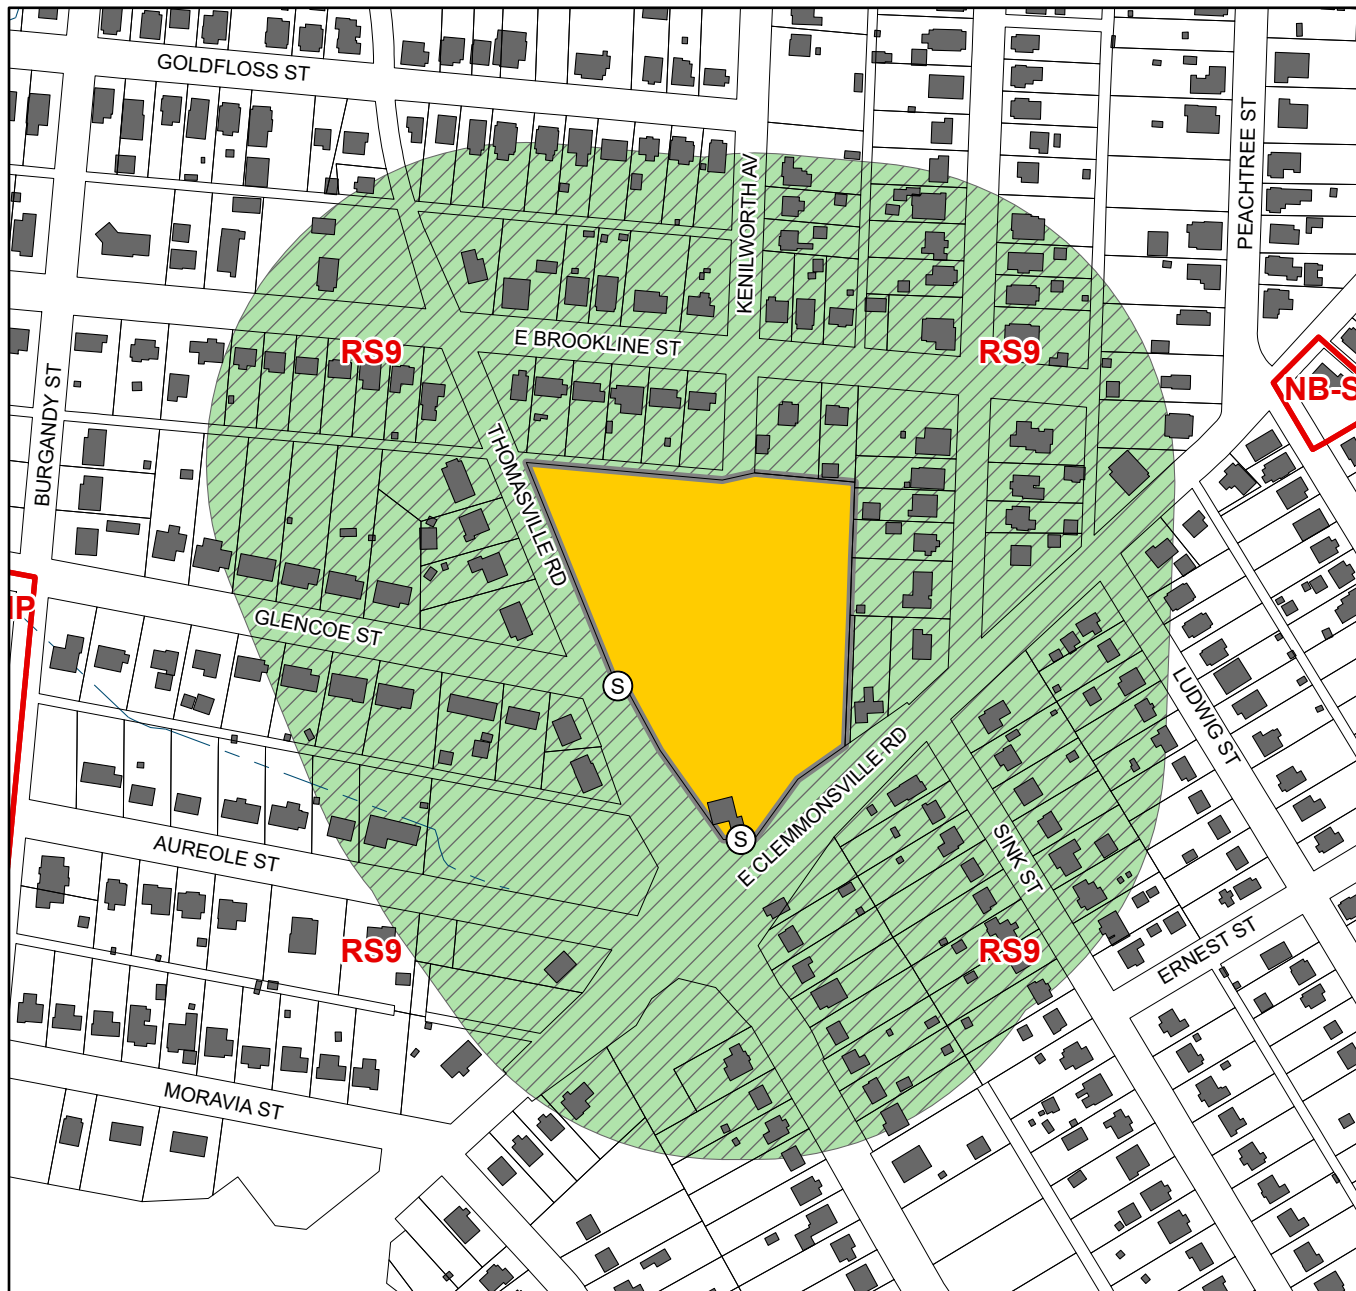 GOLDFLOSS ST
PEACHTREE ST
KENILWORTH AV
E BROOKLINE ST
RS9
RS9
NB-S
BURGANDY ST
THOMASVILLE RD
IP
GLENCOE ST
S
LUDWIG ST
E CLEMMONSVILLE RD
S
SINK ST
AUREOLE ST
RS9
RS9
ERNEST ST
MORAVIA ST